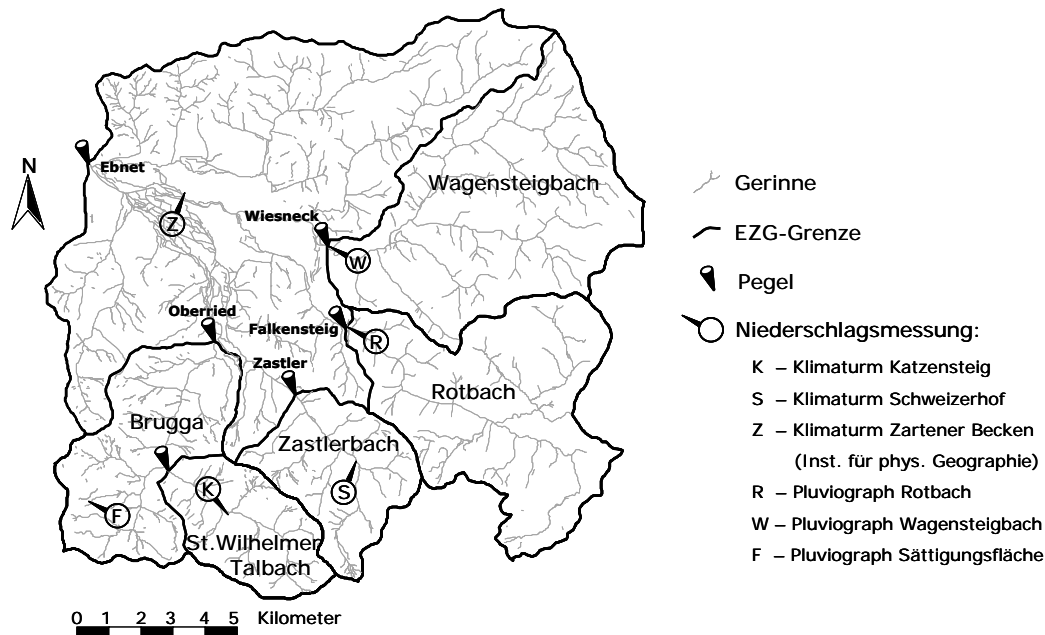 N
Ebnet
Z
Wiesneck
W
Wagensteigbach
Oberried
Falkensteig
R
Zastler
Rotbach
Brugga
Zastlerbach
K
S
F
St.Wilhelmer
Talbach
0 1 2 3 4 5 Kilometer
Gerinne
EZG-Grenze
Pegel
Niederschlagsmessung:
K – Klimaturm Katzensteig
S – Klimaturm Schweizerhof
Z – Klimaturm Zartener Becken
(Inst. für phys. Geographie)
R – Pluviograph Rotbach
W – Pluviograph Wagensteigbach
F – Pluviograph Sättigungsfläche